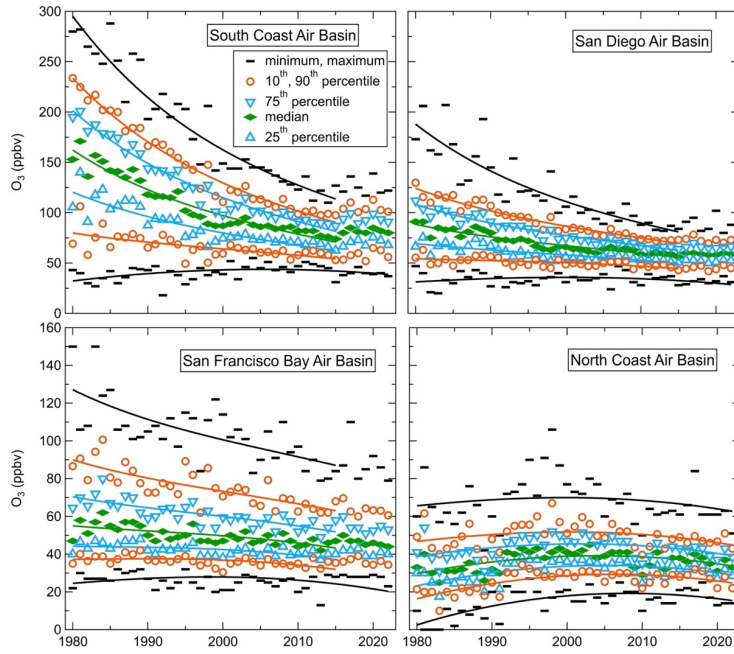 300
250
200
150
100
50
0
O3 (ppbv)
South Coast Air Basin
minimum, maximum
10th, 90th percentile
75th percentile
median
25th percentile
San Diego Air Basin
160
140
120
100
80
60
40
20
0
O3 (ppbv)
San Francisco Bay Air Basin
North Coast Air Basin
1980 1990 2000 2010 2020
1980 1990 2000 2010 2020